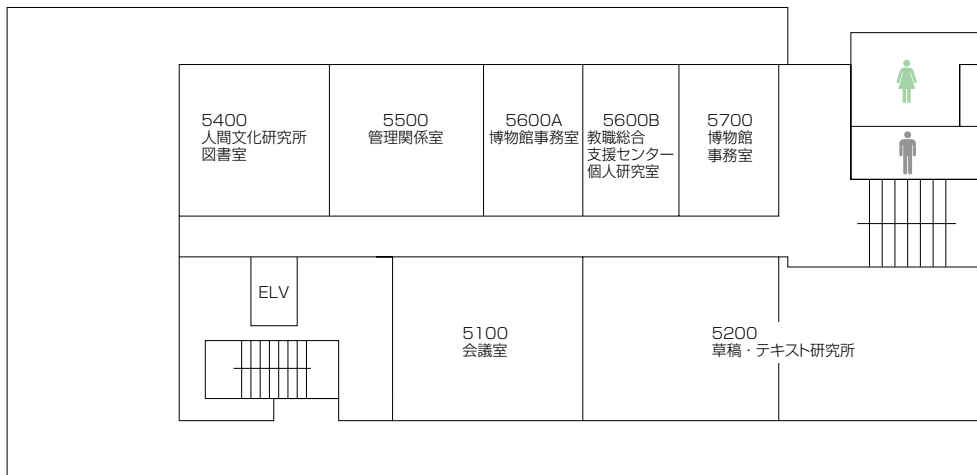 5400
人間文化研究所
図書室
5500
管理関係室
5600A
博物館事務室
5600B
教職総合
支援センター
個人研究室
5700
博物館
事務室
ELV
5100
会議室
5200
草稿・テキスト研究所